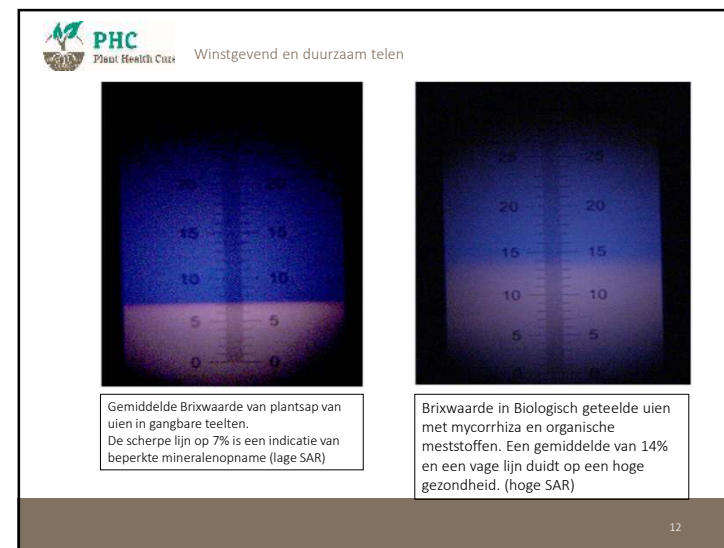 PHC
Plant Health Cure
Winstgevend en duurzaam telen
20 20
15 15
10 10
5 5
0 0
25 25
20 20
15 15
10 10
5 5
0 0
Gemiddelde Brixwaarde van plantsap van
uien in gangbare teelten.
De scherpe lijn op 7% is een indicatie van
beperkte mineralenopname (lage SAR)
Brixwaarde in Biologisch geteelde uien
met mycorrhiza en organische
meststoffen. Een gemiddelde van 14%
en een vage lijn duidt op een hoge
gezondheid. (hoge SAR)
12